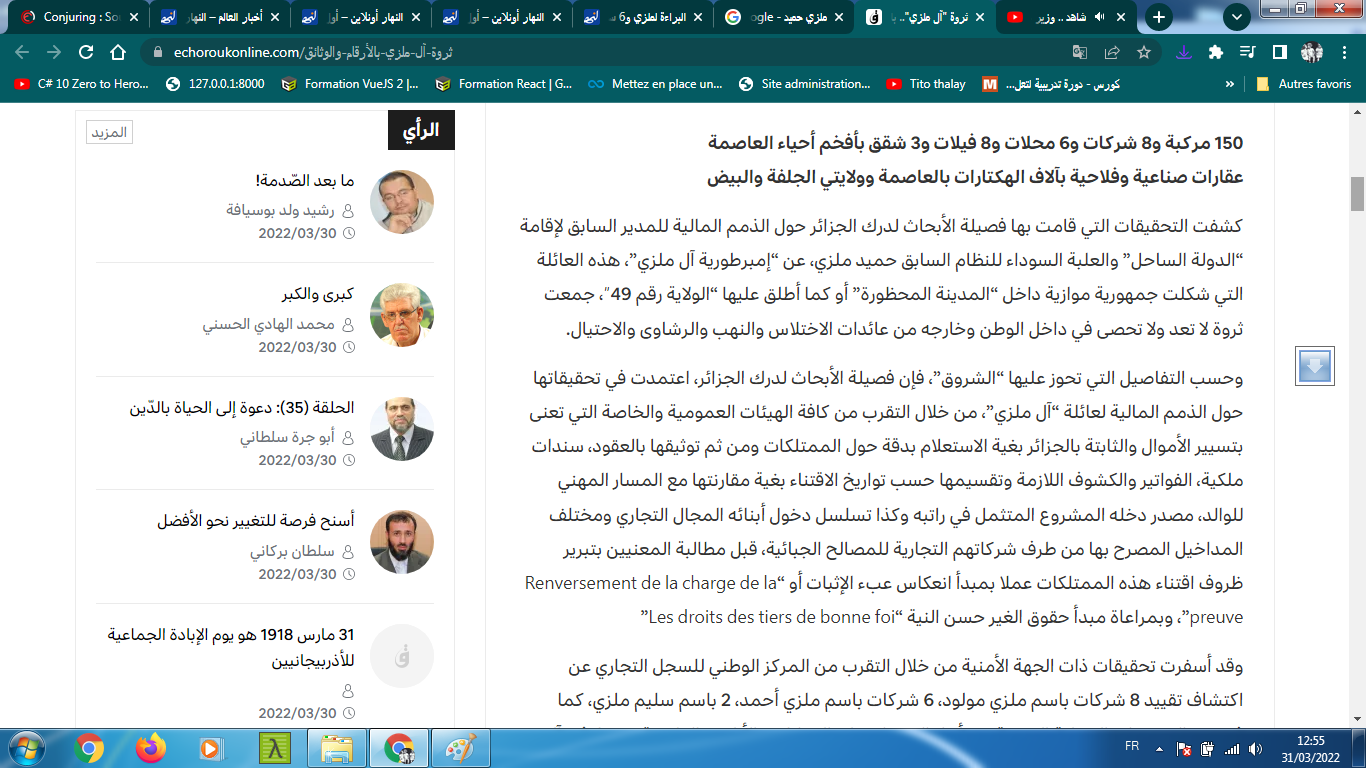 Conjuring : Sou
أخبار العالم – النهار
النهار أونلاين – أور
النهار أونلاين – أور
البراءة لملزي و6 س
ملزي حميد - ogle
ثروة "آل ملزي".. با
شاهد .. وزير
echoroukonline.com/ثروة-آل-ملزي-بالأرقام-والوثائق
C# 10 Zero to Hero...
127.0.0.1:8000
Formation VueJS 2 |...
Formation React | G...
Mettez en place un...
Site administration...
Tito thalay
كورس - دورة تدريبية لتعل...
»
Autres favoris
150 مركبة و8 شركات و6 محلات و8 فيلات و3 شقق بأفخم أحياء العاصمة
عقارات صناعية وفلاحية بآلاف الهكتارات بالعاصمة وولايتي الجلفة والبيض
كشفت التحقيقات التي قامت بها فصيلة الأبحاث لدرك الجزائر حول الذمم المالية للمدير السابق لإقامة
“الدولة الساحل” والعلبة السوداء للنظام السابق حميد ملزي، عن “إمبرطورية آل ملزي”، هذه العائلة
التي شكلت جمهورية موازية داخل “المدينة المحظورة” أو كما أطلق عليها “الولاية رقم 49″، جمعت
ثروة لا تعد ولا تحصى في داخل الوطن وخارجه من عائدات الاختلاس والنهب والرشاوى والاحتيال.
وحسب التفاصيل التي تحوز عليها “الشروق”، فإن فصيلة الأبحاث لدرك الجزائر، اعتمدت في تحقيقاتها
حول الذمم المالية لعائلة “آل ملزي”، من خلال التقرب من كافة الهيئات العمومية والخاصة التي تعنى
بتسيير الأموال والثابتة بالجزائر بغية الاستعلام بدقة حول الممتلكات ومن ثم توثيقها بالعقود، سندات
ملكية، الفواتير والكشوف اللازمة وتقسيمها حسب تواريخ الاقتناء بغية مقارنتها مع المسار المهني
للوالد، مصدر دخله المشروع المتثمل في راتبه وكذا تسلسل دخول أبنائه المجال التجاري ومختلف
المداخيل المصرح بها من طرف شركاتهم التجارية للمصالح الجبائية، قبل مطالبة المعنيين بتبرير
ظروف اقتناء هذه الممتلكات عملا بمبدأ انعكاس عبء الإثبات أو “Renversement de la charge de la
preuve”، وبمراعاة مبدأ حقوق الغير حسن النية “Les droits des tiers de bonne foi”
وقد أسفرت تحقيقات ذات الجهة الأمنية من خلال التقرب من المركز الوطني للسجل التجاري عن
اكتشاف تقييد 8 شركات باسم ملزي مولود، 6 شركات باسم ملزي أحمد، 2 باسم سليم ملزي، كما
الرأي
المزيد
ما بعد الصّدمة!
رشيد ولد بوسيافة
2022/03/30
كبرى والكبر
محمد الهادي الحسني
2022/03/30
الحلقة (35): دعوة إلى الحياة بالدّين
أبو جرة سلطاني
2022/03/30
أسنح فرصة للتغيير نحو الأفضل
سلطان بركاني
2022/03/30
31 مارس 1918 هو يوم الإبادة الجماعية
للأذربيجانيين
2022/03/30
FR
12:55
31/03/2022